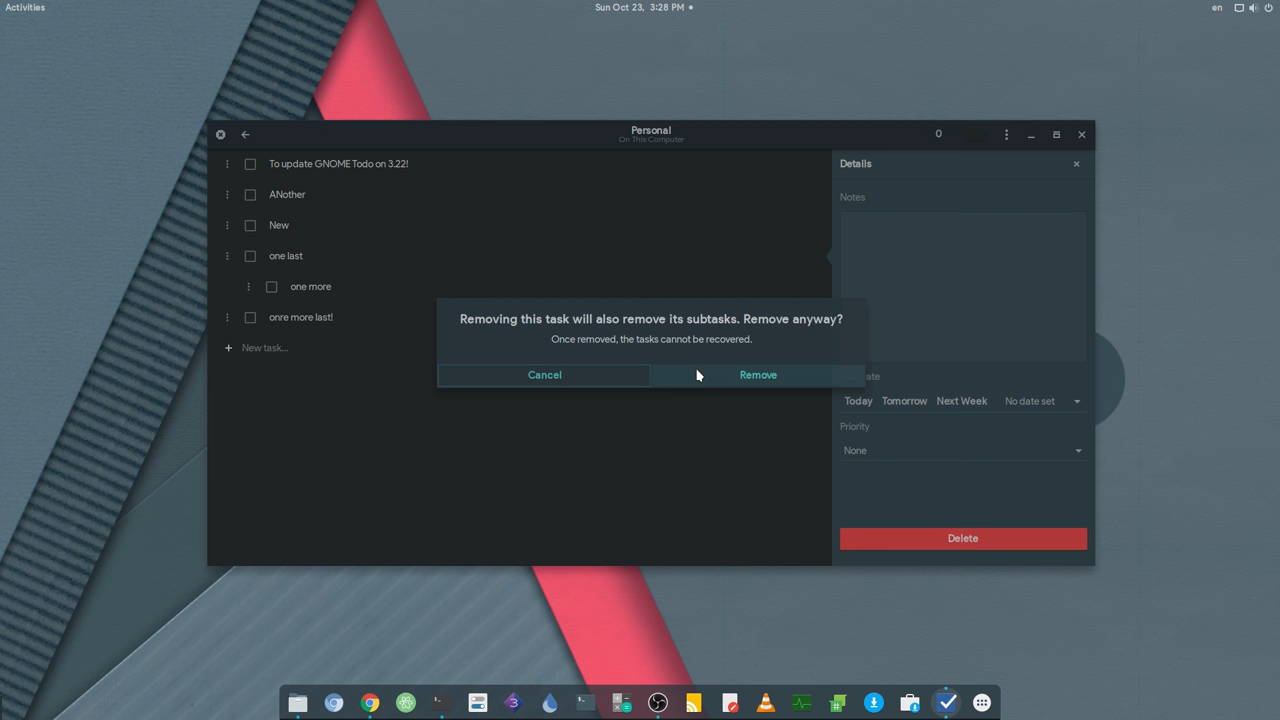 Activities
Sun Oct 23, 3:28 PM
en
Personal
On This Computer
0
To update GNOME Todo on 3.22!
ANother
New
one last
one more
onre more last!
New task...
Details
Notes
Removing this task will also remove its subtasks. Remove anyway?
Once removed, the tasks cannot be recovered.
Cancel
Remove
ate
Today Tomorrow Next Week No date set
Priority
None
Delete
3